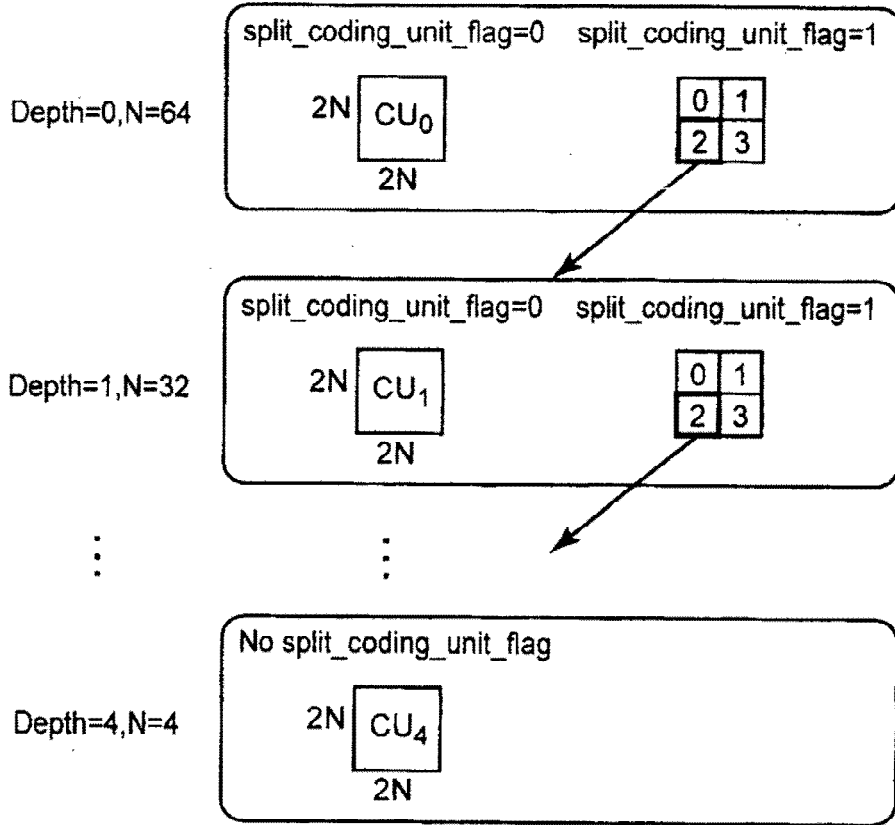 split_coding_unit_flag=0 split_coding_unit_flag=1
Depth=0,N=64
2N CU0 0 1
2 3
2N
split_coding_unit_flag=0 split_coding_unit_flag=1
Depth=1,N=32
2N CU1 0 1
2 3
2N
No split_coding_unit_flag
Depth=4,N=4
2N CU4
2N